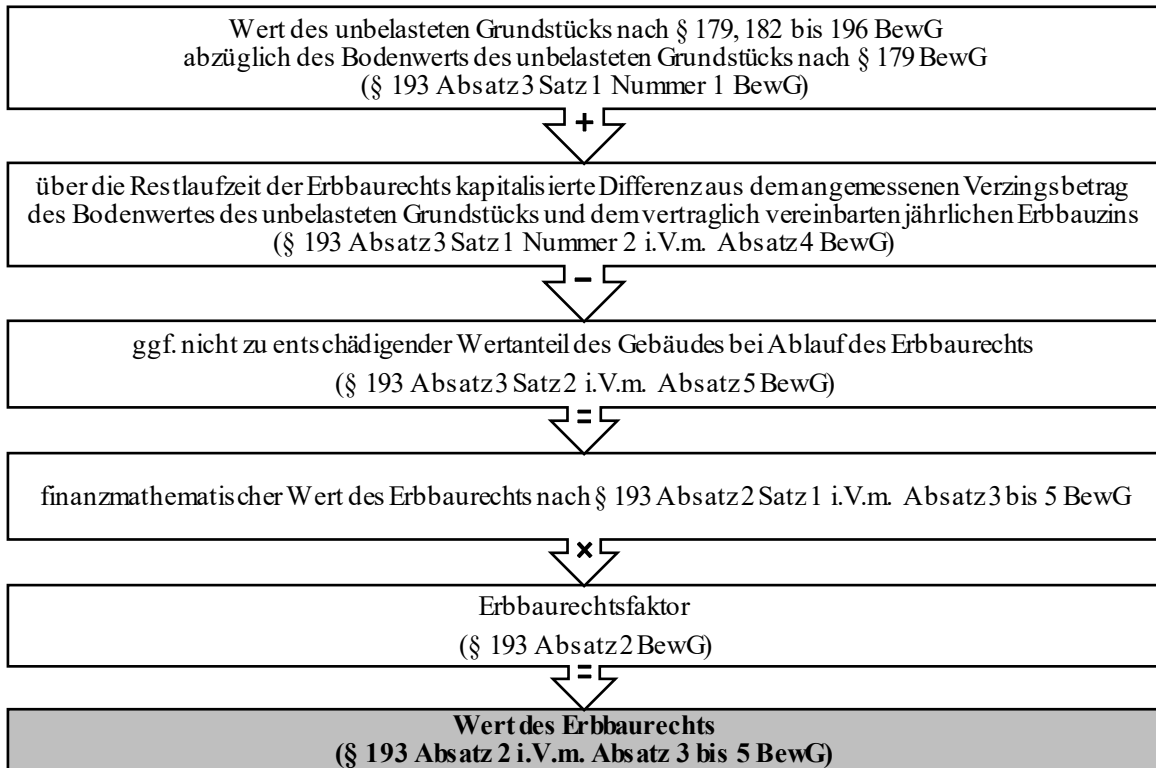 Wert des unbelasteten Grundstücks nach § 179, 182 bis 196 BewG
abzüglich des Bodenwerts des unbelasteten Grundstücks nach § 179 BewG
(§ 193 Absatz 3 Satz 1 Nummer 1 BewG)
+
über die Restlaufzeit der Erbbaurechts kapitalisierte Differenz aus dem angemessenen Verzingsbetrag
des Bodenwertes des unbelasteten Grundstücks und dem vertraglich vereinbarten jährlichen Erbbauzins
(§ 193 Absatz 3 Satz 1 Nummer 2 i.V.m. Absatz 4 BewG)
−
ggf. nicht zu entschädigender Wertanteil des Gebäudes bei Ablauf des Erbbaurechts
(§ 193 Absatz 3 Satz 2 i.V.m. Absatz 5 BewG)
=
finanzmathematischer Wert des Erbbaurechts nach § 193 Absatz 2 Satz 1 i.V.m. Absatz 3 bis 5 BewG
×
Erbbaurechtsfaktor
(§ 193 Absatz 2 BewG)
=
Wert des Erbbaurechts
(§ 193 Absatz 2 i.V.m. Absatz 3 bis 5 BewG)